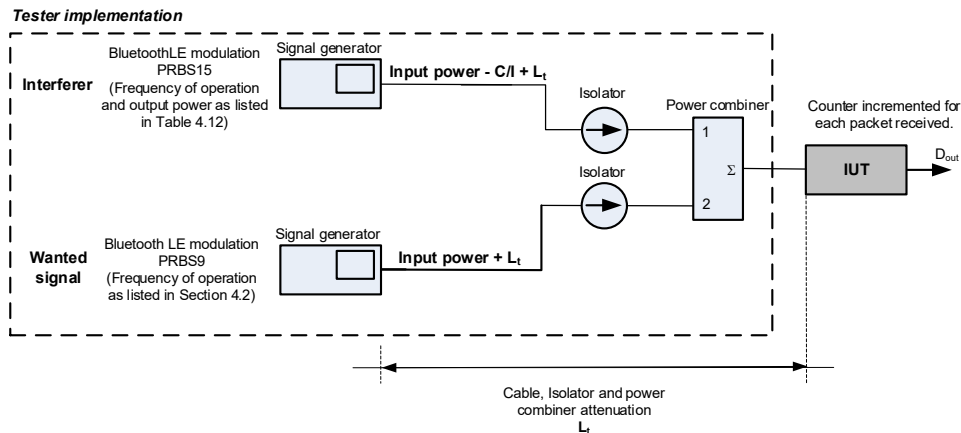 Tester implementation
Interferer
BluetoothLE modulation
PRBS15
(Frequency of operation
and output power as listed
in Table 4.12)
Signal generator
Input power - C/I + Lt
Isolator
Power combiner
1
Σ
2
Counter incremented for
each packet received.
IUT
Dout
Isolator
Wanted
signal
Bluetooth LE modulation
PRBS9
(Frequency of operation
as listed in Section 4.2)
Signal generator
Input power + Lt
Cable, Isolator and power
combiner attenuation
Lt